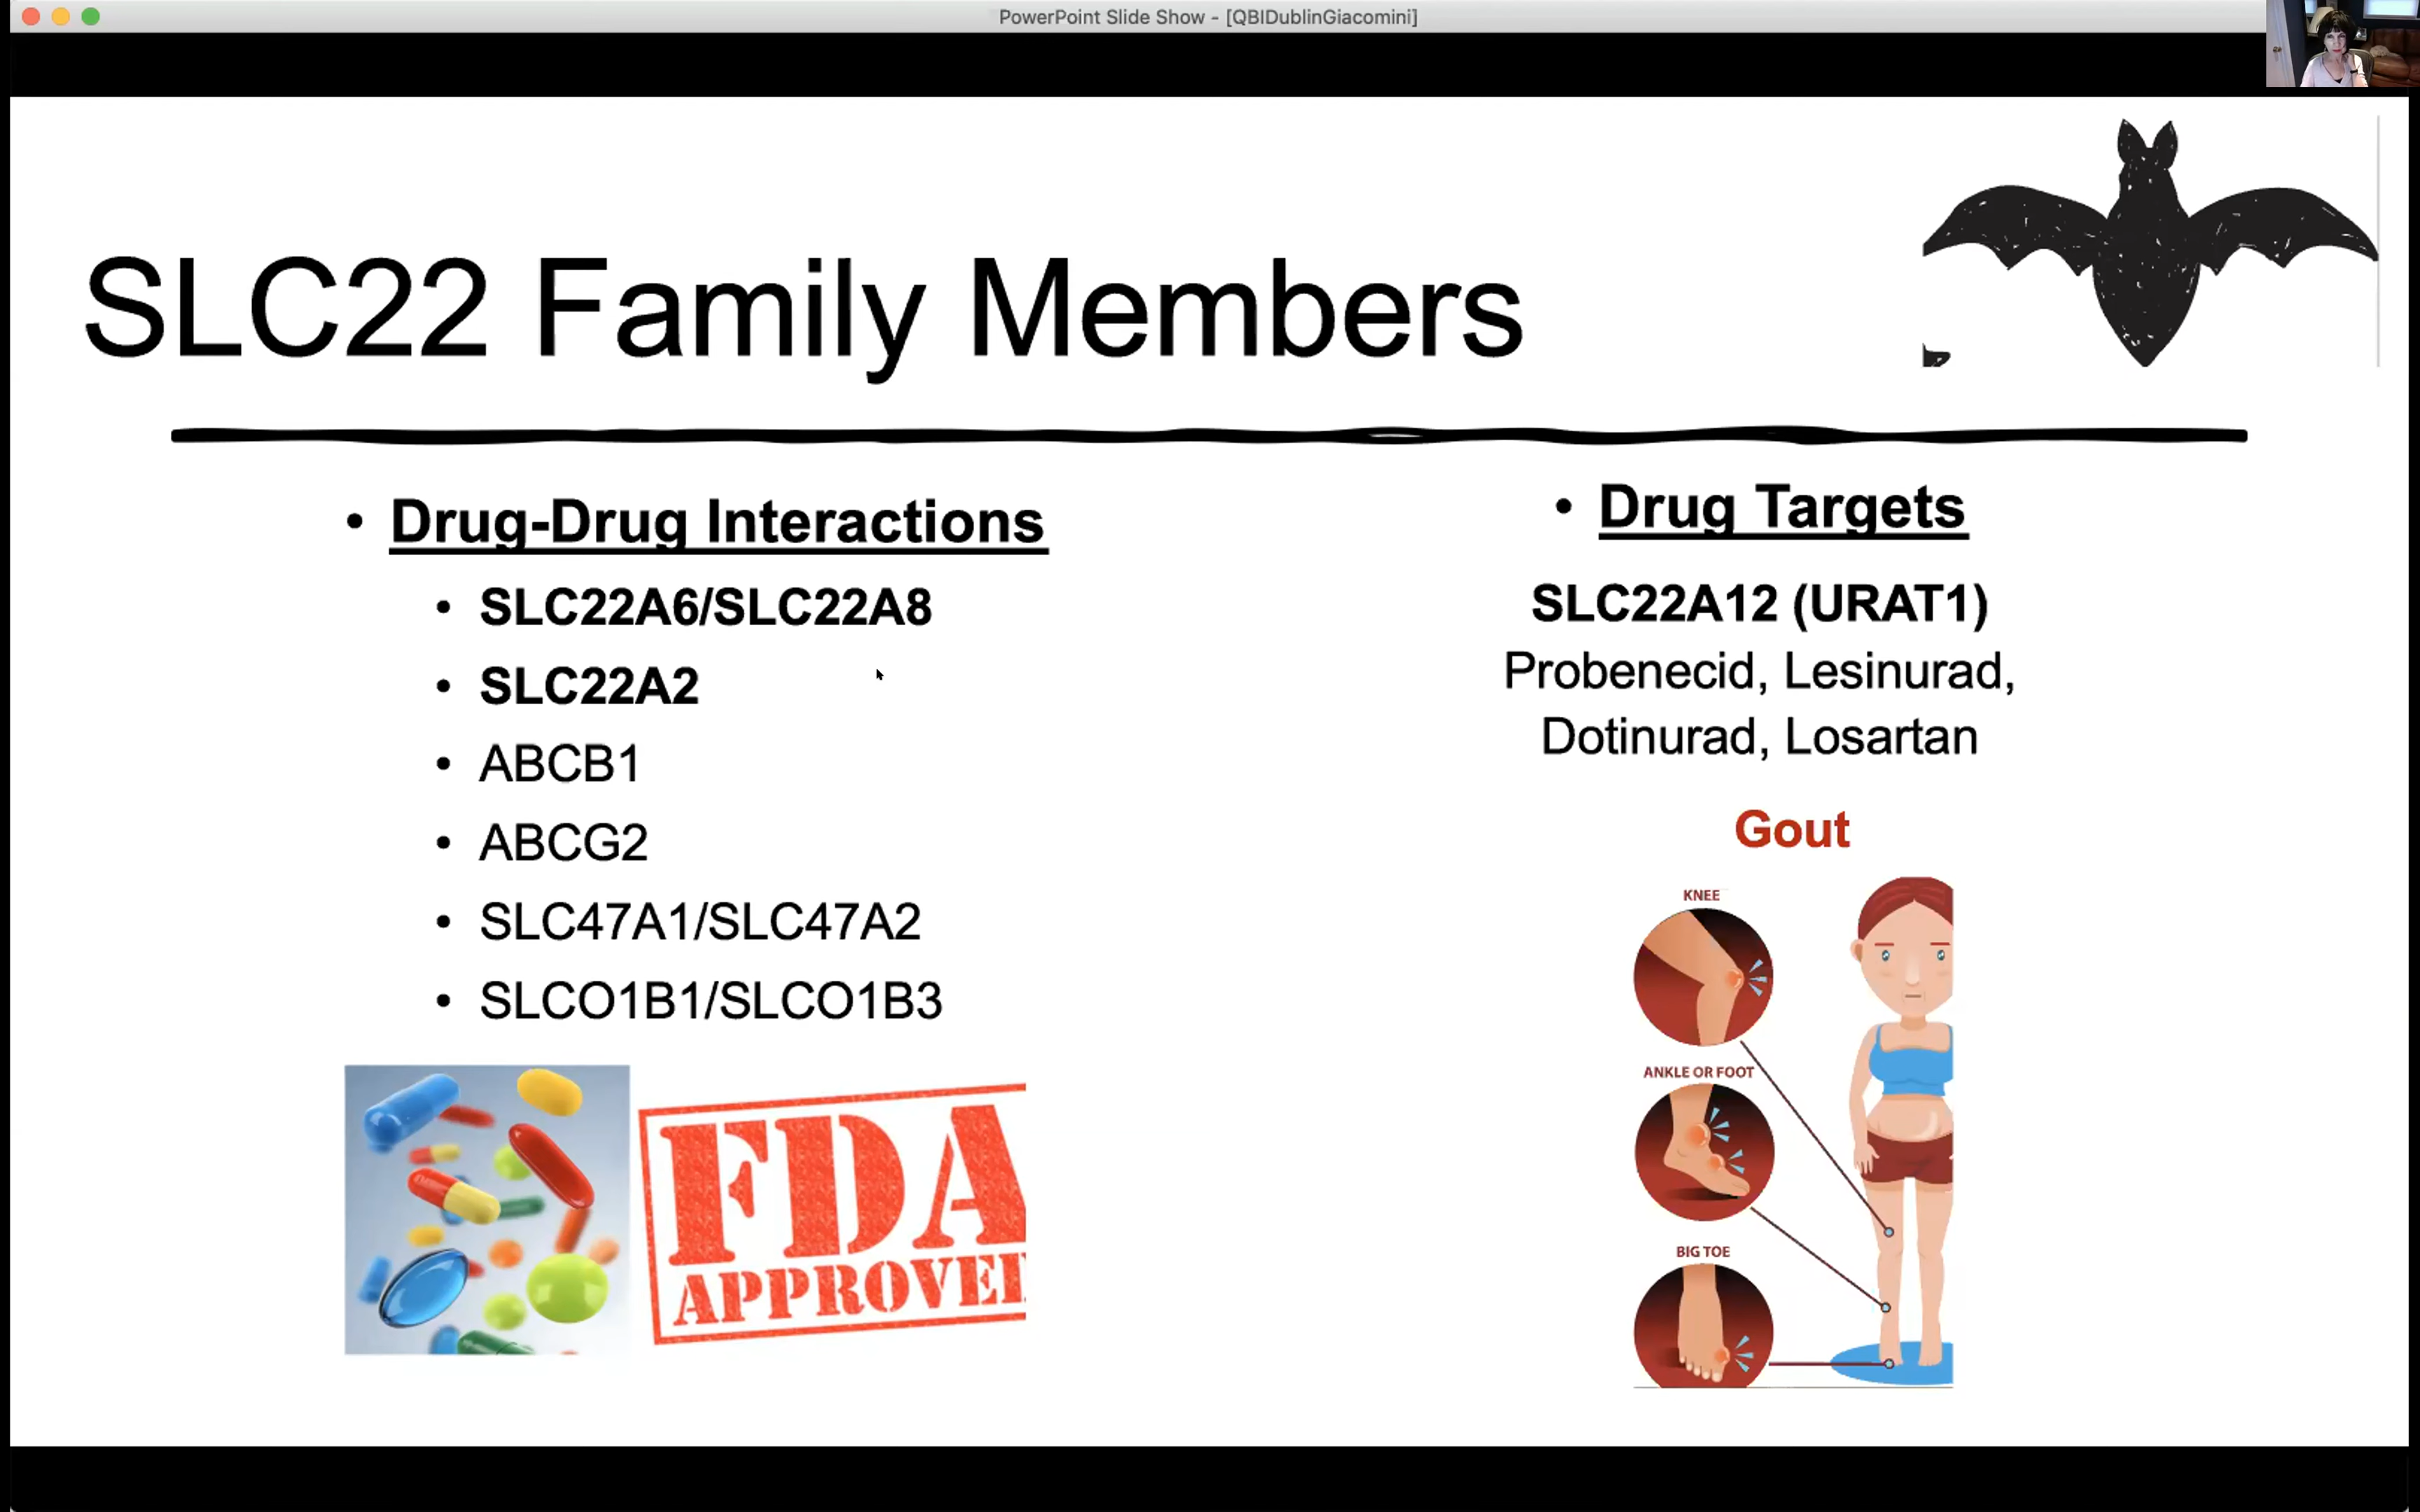 PowerPoint Slide Show - [QBIDublinGiacomini]
SLC22 Family Members
• Drug-Drug Interactions
• SLC22A6/SLC22A8
• SLC22A2
• ABCB1
• ABCG2
• SLC47A1/SLC47A2
• SLCO1B1/SLCO1B3
FDA
APPROVED
• Drug Targets
SLC22A12 (URAT1)
Probenecid, Lesinurad,
Dotinurad, Losartan
Gout
KNEE
ANKLE OR FOOT
BIG TOE